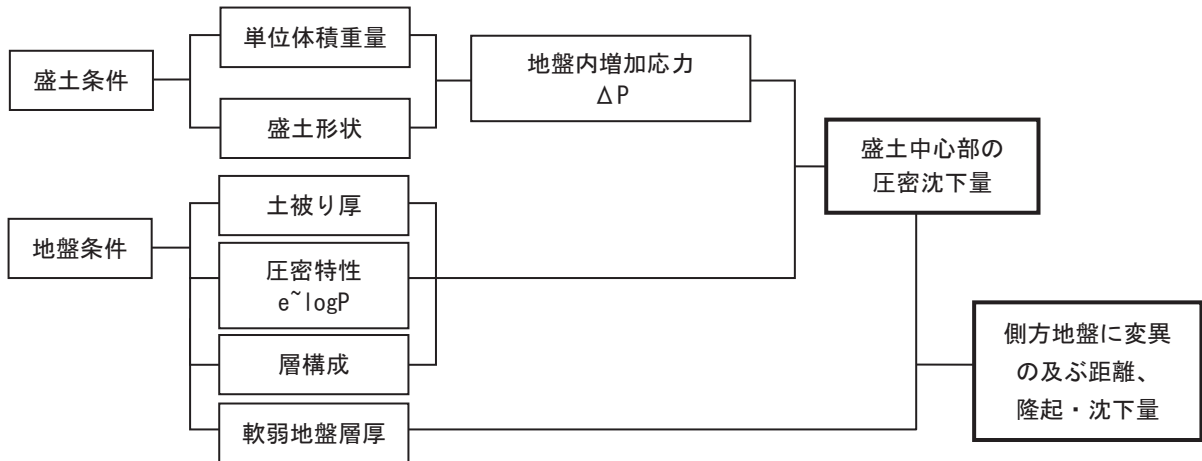 盛土条件
単位体積重量
盛土形状
地盤内増加応力
ΔP
盛土中心部の
圧密沈下量
地盤条件
土被り厚
圧密特性
e~logP
層構成
軟弱地盤層厚
側方地盤に変異
の及ぶ距離、
隆起・沈下量